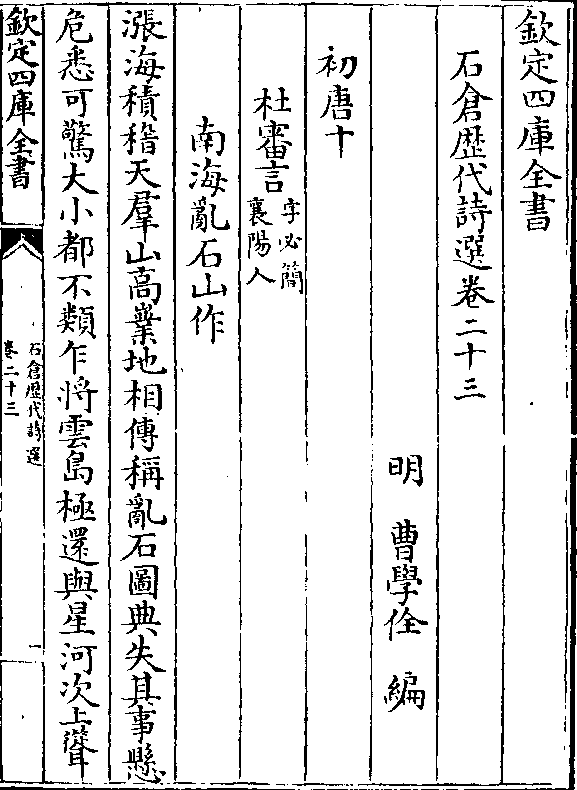 欽定四庫全書
石倉歴代詩選卷二十三
明 曹學佺 編
初唐十
杜審言字必簡襄陽人
南海亂石山作
漲海積稽天羣山高嶪地相傳稱亂石圖典失其事懸
危悉可驚大小都不類乍將雲島極還與星河次上聳
欽定四庫全書
石倉歴代詩選
卷二十三
一